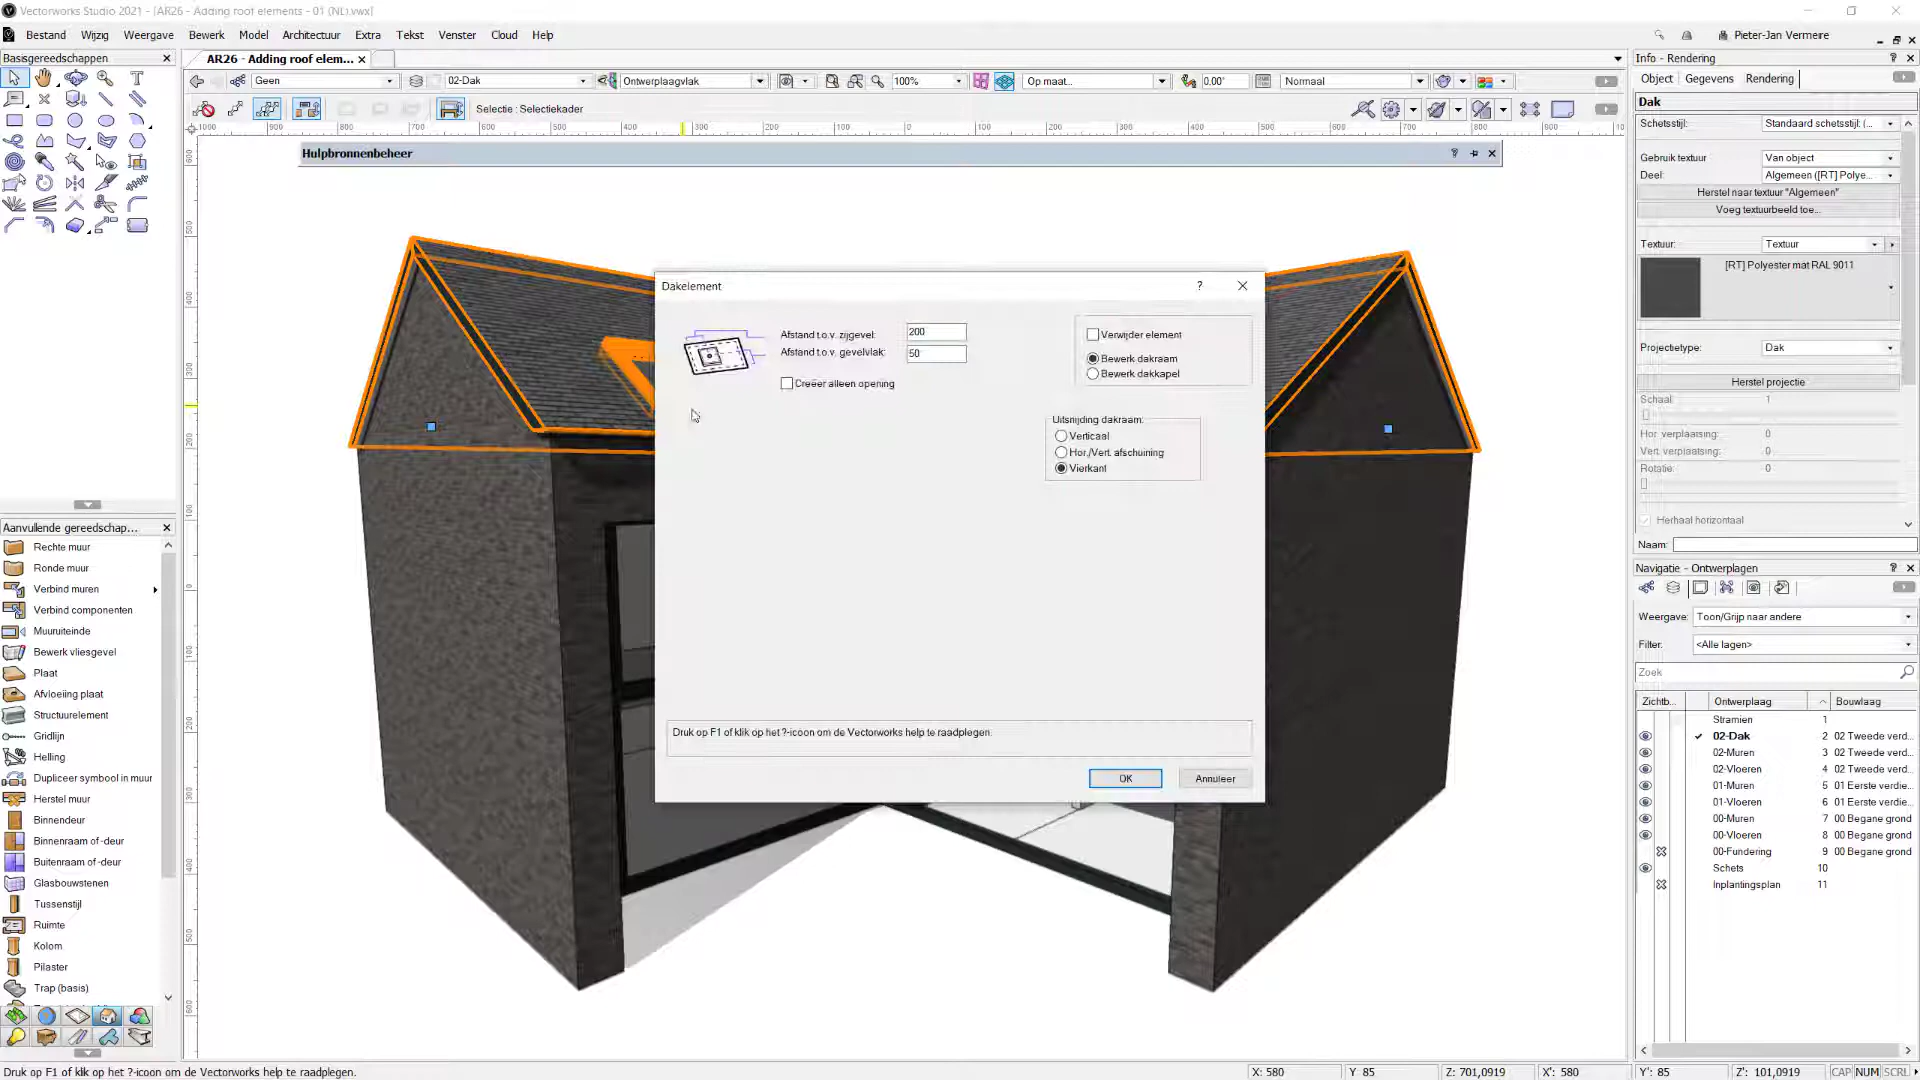 Vectorworks Studio 2021 - [AR26 - Adding roof elements - 01 (NL).vwx]
Bestand Wijzig Weergave Bewerk Model Architectuur Extra Tekst Venster Cloud Help
Pieter-Jan Vermeire
Basisgereedschappen
AR26 - Adding roof elem...
Geen
02-Dak
Ontwerplaagvlak
100%
Op maat...
0.00°
Normaal
Selectie : Selectiekader
Hulpbronnenbeheer
Dakelement
Afstand t.o.v. zijgevel:
200
Afstand t.o.v. gevelvlak:
50
Creëer alleen opening
Verwijder element
Bewerk dakraam
Bewerk dakkapel
Uitsnijding dakraam:
Verticaal
Hor./Vert. afschuining
Vierkant
Druk op F1 of klik op het ?-icoon om de Vectorworks help te raadplegen.
OK
Annuleer
Aanvullende gereedschap...
Rechte muur
Ronde muur
Verbind muren
Verbind componenten
Muuruiteinde
Bewerk vliesgevel
Plaat
Afvloeiing plaat
Structuurelement
Gridlijn
Helling
Dupliceer symbool in muur
Herstel muur
Binnendeur
Binnenraam of -deur
Buitenraam of -deur
Glasbouwstenen
Tussenstijl
Ruimte
Kolom
Pilaster
Trap (basis)
Info - Rendering
Object Gegevens Rendering
Dak
Schetsstijl: Standaard schetsstijl: (...
Gebruik textuur Van object
Deel: Algemeen ([RT] Polye...
Herstel naar textuur "Algemeen"
Voeg textuurbeeld toe...
Textuur: Textuur
[RT] Polyester mat RAL 9011
Projectietype: Dak
Herstel projectie
Schaal: 1
Hor. verplaatsing: 0
Vert. verplaatsing: 0
Rotatie: 0
Herhaal horizontaal
Naam:
Navigatie - Ontwerplagen
Weergave: Toon/Grijp naar andere
Filter: <Alle lagen>
Zoek
Zichtb... Ontwerplaag Bouwlaag
Stramien 1
02-Dak 2 02 Tweede verd...
02-Muren 3 02 Tweede verd...
02-Vloeren 4 02 Tweede verd...
01-Muren 5 01 Eerste verdie...
01-Vloeren 6 01 Eerste verdie...
00-Muren 7 00 Begane grond
00-Vloeren 8 00 Begane grond
00-Fundering 9 00 Begane grond
Schets 10
Inplantingsplan 11
Druk op F1 of klik op het ?-icoon om de Vectorworks help te raadplegen.
X: 580 Y 85 Z: 701,0919 X': 580 Y': 85 Z': 101,0919 CAP NUM SCRL